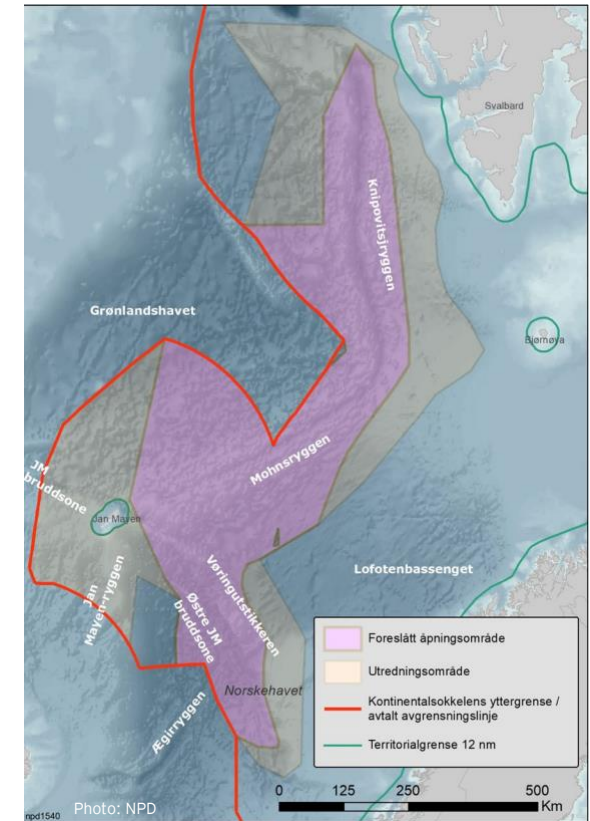 Svalbard
Knipovitsjryggen
Grønlandshavet
Bjørnøya
Mohnsryggen
JM
bruddsone
Jan Mayen
Lofotenbassenget
Vøringutstikkeren
Jan
Mayen-ryggen
Østre JM
bruddsone
Norskehavet
Ægirryggen
Foreslått åpningsområde
Utredningsområde
Kontinentalsokkelens yttergrense /
avtalt avgrensningslinje
Territorialgrense 12 nm
0 125 250 500
Km
npd1540
Photo: NPD